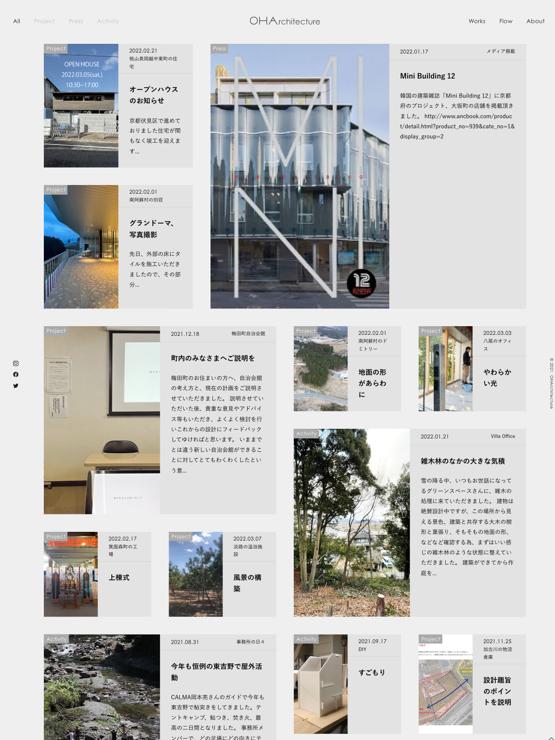 All Project Press Activity
OHArchitecture
Works Flow About
Project
OPEN HOUSE
2022.03.05(sat.)
10:30~17:00
2022.02.21
桃山長岡越中東町の住
宅
オープンハウス
のお知らせ
京都伏見区で進めて
おりました住宅が間
もなく竣工を迎えま
す...
Press
2022.01.17
メディア掲載
Mini Building 12
韓国の建築雑誌『Mini Building 12』に京都
府のプロジェクト、大坂町の店舗を掲載頂き
ました。 http://www.ancbook.com/produc
t/detail.html?product_no=939&cate_no=1&
display_group=2
M
N
12
Project
2022.02.01
南阿蘇村の別荘
グランドーマ、
写真撮影
先日、外部の床にタ
イルを施工いただき
ましたので、その部
分...
Project
2021.12.18
梅田町自治会館
町内のみなさまへご説明を
梅田町のお住まいの方へ、自治会館
の考え方と、現在の計画をご説明さ
せていただきました。 説明させてい
ただいた後、貴重な意見やアドバイ
ス等もいただき、よくよく検討を行
いこれからの設計にフィードバック
してゆければと思います。 いままで
とは違う新しい自治会館ができるこ
とに対してとてもわくわくしたとい
う意...
Project
2022.02.01
南阿蘇村のド
ミトリー
地面の形
があらわ
に
Project
2022.03.03
八尾のオフィ
ス
やわらか
い光
© 2021 OHArchitecture
Activity
2022.01.21
Villa Office
雑木林のなかの大きな気積
雪の降る中、いつもお世話になって
るグリーンスペースさんに、雑木の
処理に来ていただきました。 建物は
絶賛設計中ですが、この場所から見
える景色、建築と共存する大木の樹
形と葉張り、そもそもの地面の形、
などなど確認する為、まずはいい感
じの雑木林のような状態に整えてい
ただきました。 建築ができてから作
庭を...
Project
2022.02.17
箕面森町の工
場
上棟式
Project
2022.03.07
淡路の温浴施
設
風景の構
築
Activity
2021.08.31
事務所の日々
今年も恒例の東吉野で屋外活
動
CALMA岡本亮さんのガイドで今年も
東吉野で鮎突きをしてきました。テ
ントキャンプ、鮎つき、焚き火、最
高の二日間となりました。 事務所メ
ンバーで、どの足場にどの向きにテ
Activity
2021.09.17
DIY
すごもり
Project
2021.11.25
加古川の物流
倉庫
設計趣旨
のポイン
トを説明